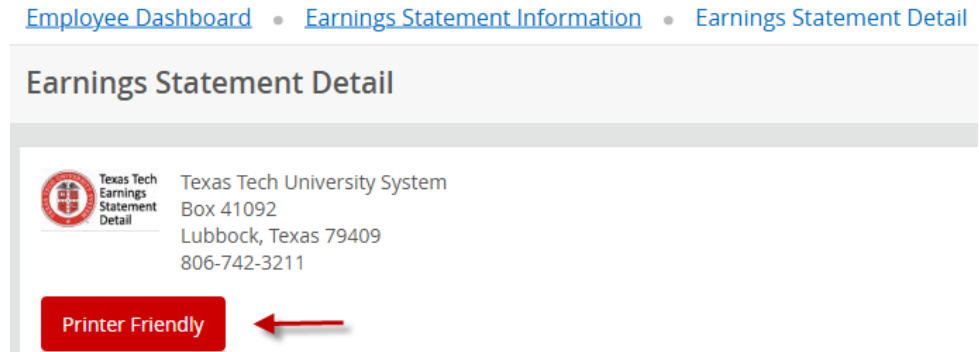 Employee Dashboard • Earnings Statement Information • Earnings Statement Detail
Earnings Statement Detail
Texas Tech
Earnings
Statement
Detail
Texas Tech University System
Box 41092
Lubbock, Texas 79409
806-742-3211
Printer Friendly